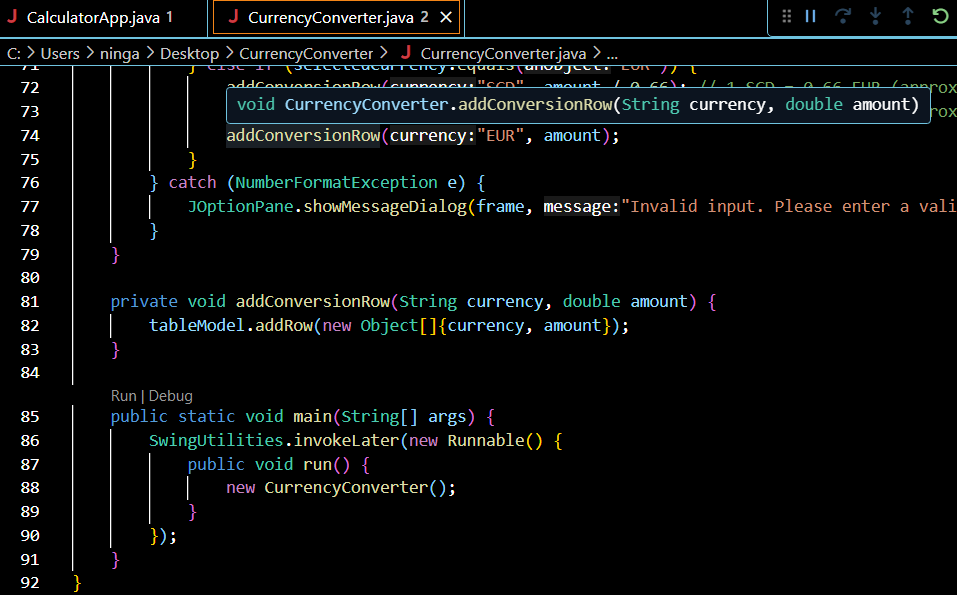 CalculatorApp.java 1 CurrencyConverter.java 2
C: > Users > ninga > Desktop > CurrencyConverter > CurrencyConverter.java > ...
71 } else if (selectedCurrency.equals(anObject:"EUR")) {
72 addConversionRow(currency:"SGD", amount / 0.66); // 1 SGD = 0.66 EUR (approx
void CurrencyConverter.addConversionRow(String currency, double amount)
73
74 addConversionRow(currency:"EUR", amount);
75 }
76 } catch (NumberFormatException e) {
77 JOptionPane.showMessageDialog(frame, message:"Invalid input. Please enter a vali
78 }
79 }
80
81 private void addConversionRow(String currency, double amount) {
82 tableModel.addRow(new Object[]{currency, amount});
83 }
84
Run | Debug
85 public static void main(String[] args) {
86 SwingUtilities.invokeLater(new Runnable() {
87 public void run() {
88 new CurrencyConverter();
89 }
90 });
91 }
92 }